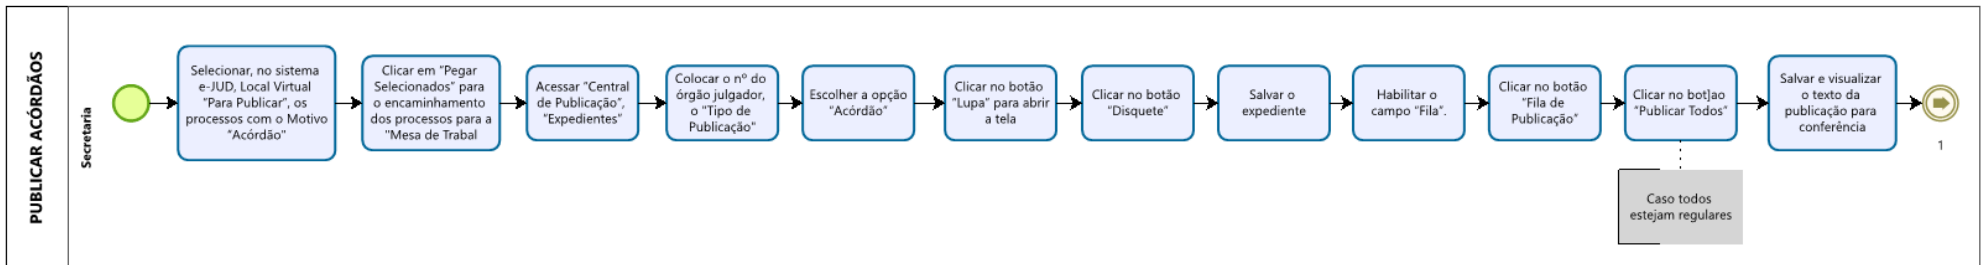 PUBLICAR ACÓRDÃOS
Secretaria
Selecionar, no sistema
e-JUD, Local Virtual
“Para Publicar”, os
processos com o Motivo
“Acórdão”
Clicar em “Pegar
Selecionados” para
o encaminhamento
dos processos para a
“Mesa de Trabal
Acessar “Central
de Publicação”,
“Expedientes”
Colocar o nº do
órgão julgador,
o “Tipo de
Publicação”
Escolher a opção
“Acórdão”
Clicar no botão
“Lupa” para abrir
a tela
Clicar no botão
“Disquete”
Salvar o
expediente
Habilitar o
campo “Fila”.
Clicar no botão
“Fila de
Publicação”
Clicar no bot]ao
“Publicar Todos”
Caso todos
estejam regulares
Salvar e visualizar
o texto da
publicação para
conferência
1